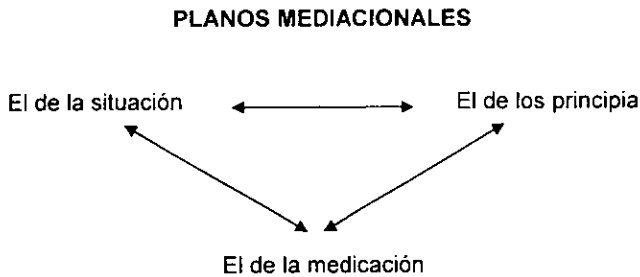 PLANOS MEDIACIONALES
El de la situación
El de los principia
El de la medicación